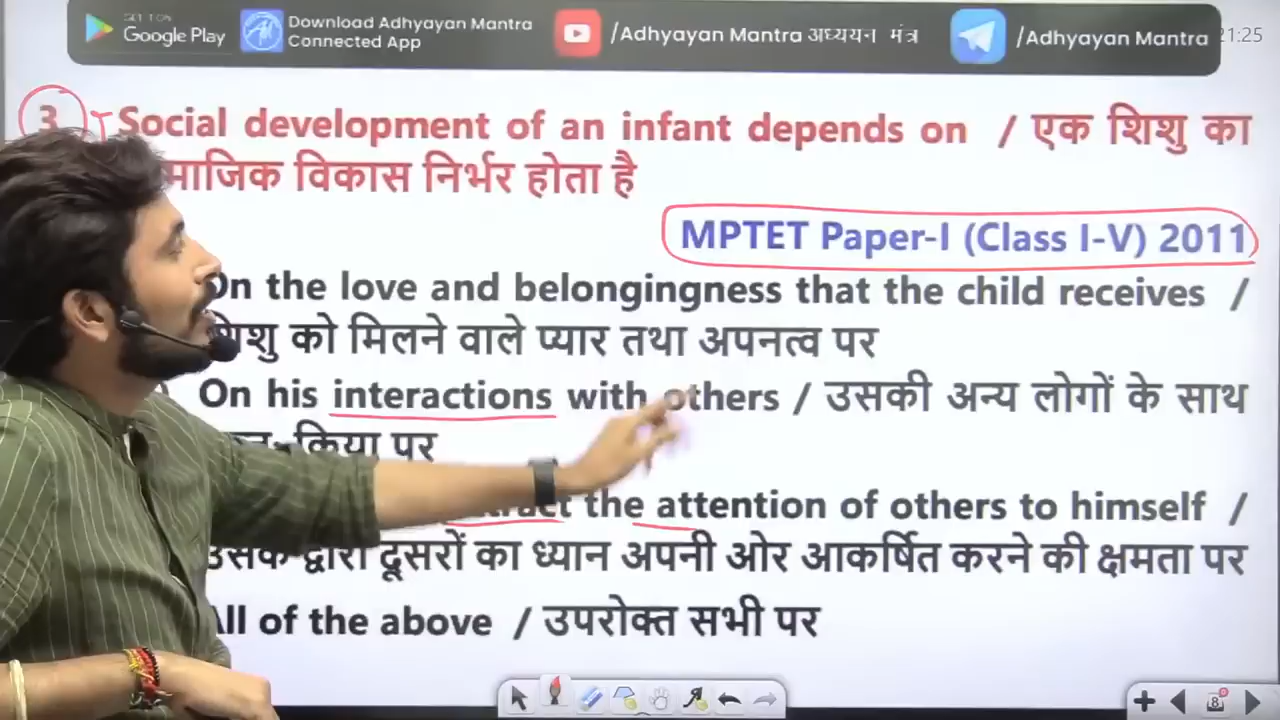 GET IT ON
Google Play
Download Adhyayan Mantra
Connected App
/Adhyayan Mantra अध्ययन मंत्र
/Adhyayan Mantra
21:25
3
Social development of an infant depends on / एक शिशु का
माजिक विकास निर्भर होता है
MPTET Paper-I (Class I-V) 2011
On the love and belongingness that the child receives /
शिशु को मिलने वाले प्यार तथा अपनत्व पर
On his interactions with others / उसकी अन्य लोगों के साथ
क्रिया पर
attract the attention of others to himself /
उसके द्वारा दूसरों का ध्यान अपनी ओर आकर्षित करने की क्षमता पर
All of the above / उपरोक्त सभी पर
8